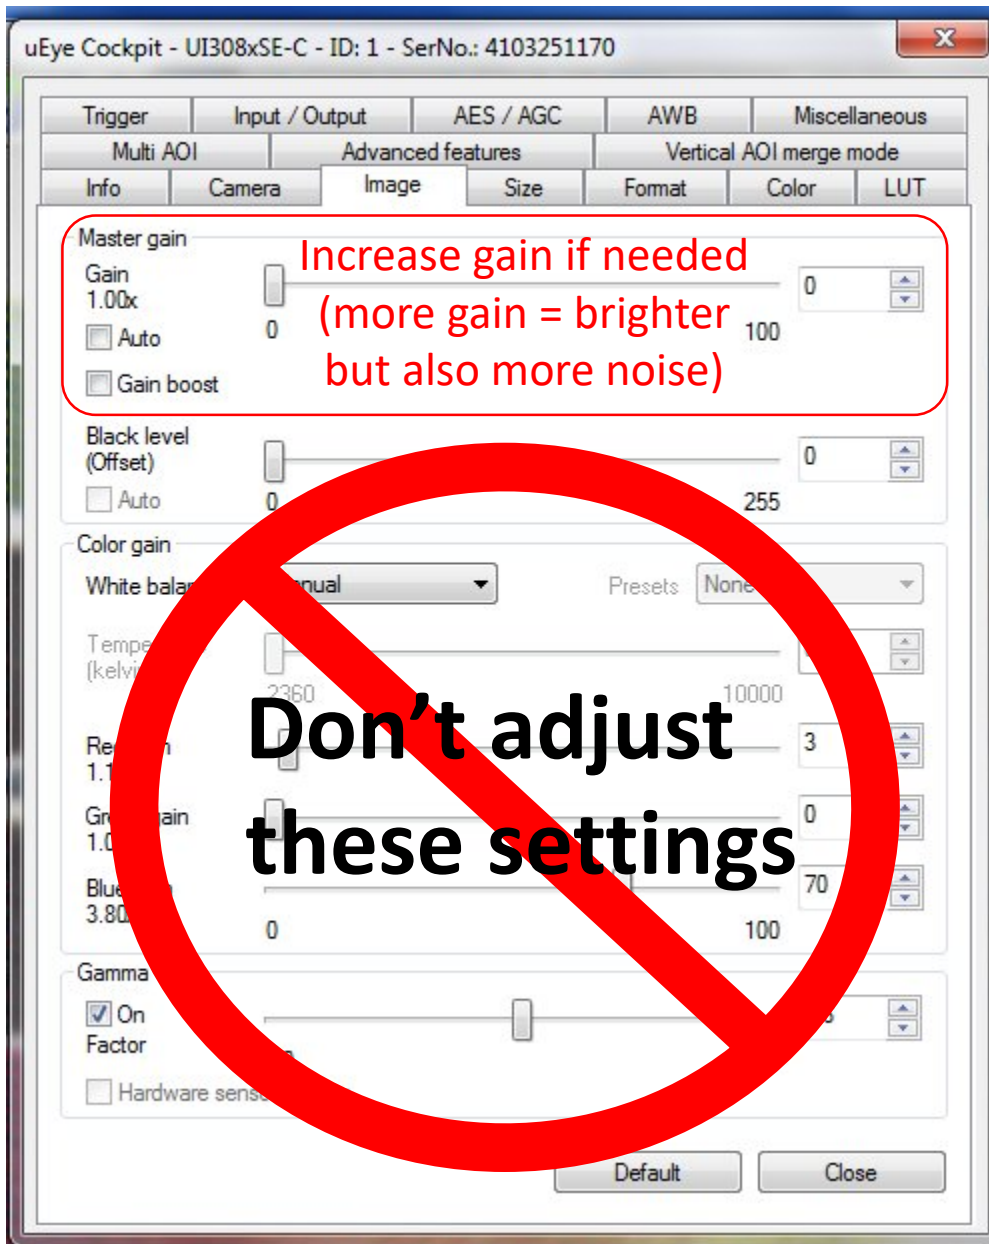 uEye Cockpit - UI308xSE-C - ID: 1 - SerNo.: 4103251170
Trigger Input / Output AES / AGC AWB Miscellaneous
Multi AOI Advanced features Vertical AOI merge mode
Info Camera Image Size Format Color LUT
Master gain
Increase gain if needed
(more gain = brighter
but also more noise)
Gain
1.00x
0
0 100
Auto
Gain boost
Black level
(Offset)
0
Auto
0 255
Color gain
White
Presets
(kelvin
2360 10000
Don't adjust
these settings
3
0
Blue
70
0 100
Gamma
On
Factor
Hardware
Default Close